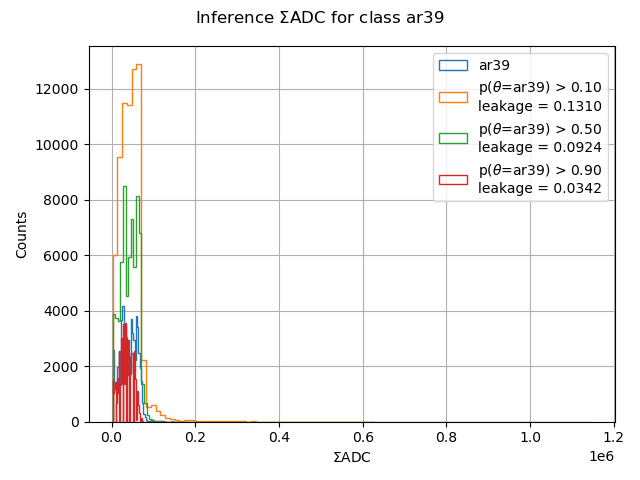 Inference ΣADC for class ar39
ar39
p(θ=ar39) > 0.10
leakage = 0.1310
p(θ=ar39) > 0.50
leakage = 0.0924
p(θ=ar39) > 0.90
leakage = 0.0342
Counts
12000
10000
8000
6000
4000
2000
0
0.0 0.2 0.4 0.6 0.8 1.0 1.2
1e6
ΣADC